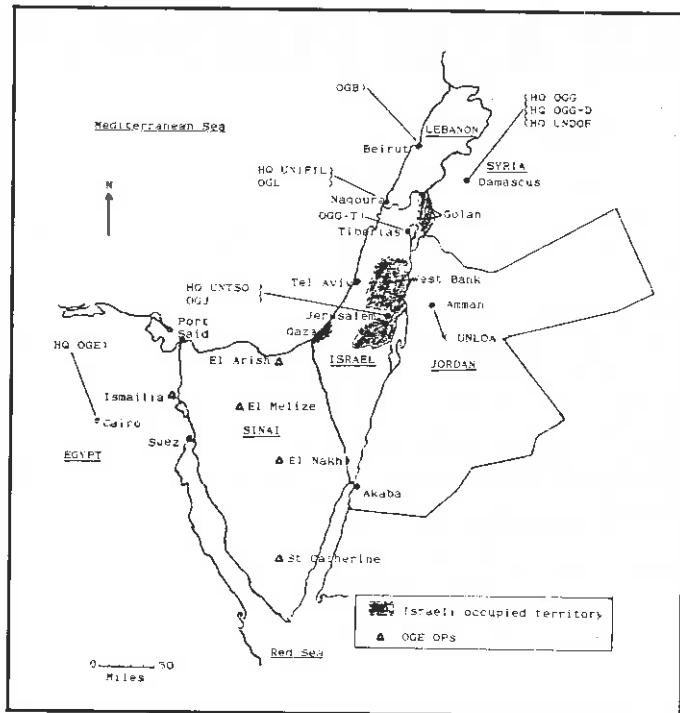 OGB}
{HQ OGG
{HQ OGG-D
{HQ UNDOF
Mediterranean Sea
LEBANON
Beirut
SYRIA
Damascus
HQ UNIFIL}
OGL}
N
Naqoura
Golan
OGG-T}
Tiberias
Tel Aviv
West Bank
HQ UNTSO}
OGJ}
Amman
Jerusalem
Port
Said
Gaza
UNLOA
HQ OGE}
El Arish
ISRAEL
JORDAN
Ismailia
El Melize
Cairo
SINAI
EGYPT
Suez
El Nakhl
Akaba
St Catherine
Israeli occupied territory
OGE OPS
Red Sea
0 50
Miles